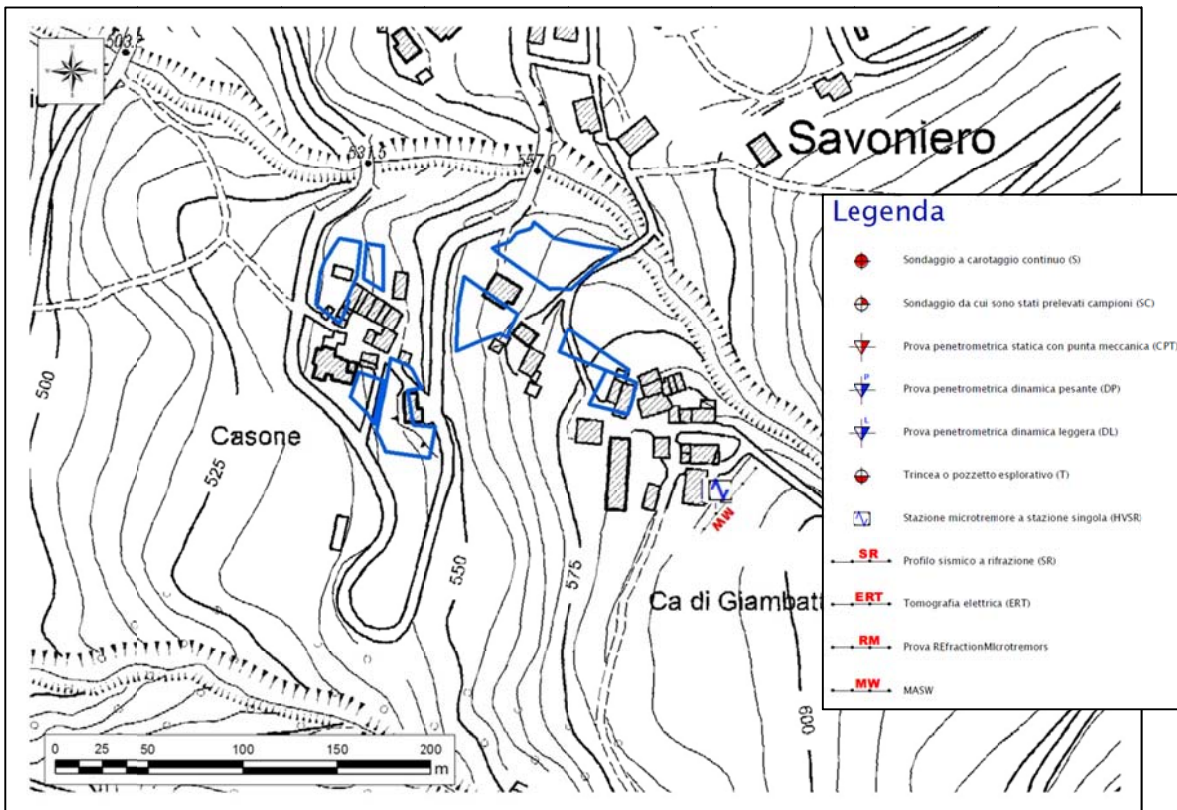 503.
531.5
557.0
Savoniero
Legenda
Sondaggio a carotaggio continuo (S)
Sondaggio da cui sono stati prelevati campioni (SC)
Prova penetrometrica statica con punta meccanica (CPT)
P
Prova penetrometrica dinamica pesante (DP)
L
Prova penetrometrica dinamica leggera (DL)
Trincea o pozzetto esplorativo (T)
Stazione microtremore a stazione singola (HVSR)
SR
Profilo sismico a rifrazione (SR)
ERT
Tomografia elettrica (ERT)
RM
Prova REfractionMicrotremors
MW
MASW
500
525
Casone
550
575
600
MW
Ca di Giambatt
0 25 50 100 150 200
m